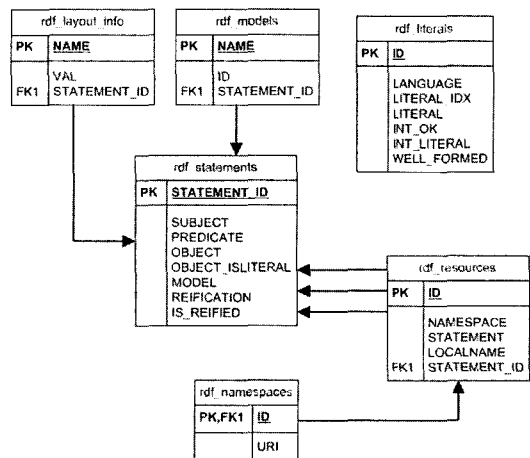 rdf_layout_info
PK NAME
VAL
FK1 STATEMENT_ID
rdf_models
PK NAME
ID
FK1 STATEMENT_ID
rdf_literals
PK ID
LANGUAGE
LITERAL_IDX
LITERAL
INT_OK
INT_LITERAL
WELL_FORMED
rdf_statements
PK STATEMENT_ID
SUBJECT
PREDICATE
OBJECT
OBJECT_ISLITERAL
MODEL
REIFICATION
IS_REIFIED
rdf_resources
PK ID
NAMESPACE
STATEMENT
LOCALNAME
FK1 STATEMENT_ID
rdf_namespaces
PK,FK1 ID
URI